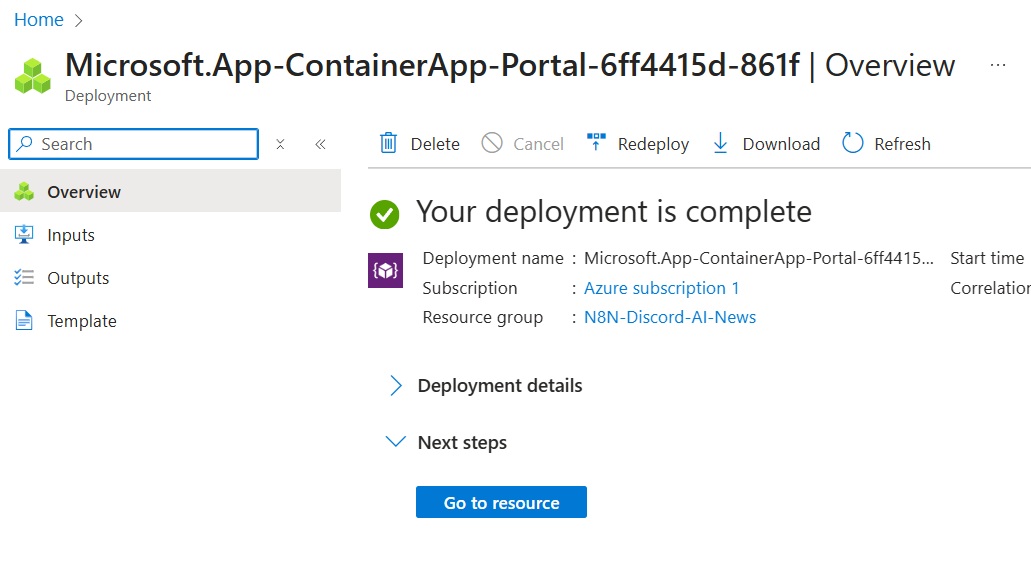 Home
Microsoft.App-ContainerApp-Portal-6ff4415d-861f | Overview ...
Deployment
Search
Delete Cancel Redeploy Download Refresh
Overview
Inputs
Outputs
Template
Your deployment is complete
Deployment name : Microsoft.App-ContainerApp-Portal-6ff4415... Start time
Subscription : Azure subscription 1 Correlation
Resource group : N8N-Discord-AI-News
Deployment details
Next steps
Go to resource